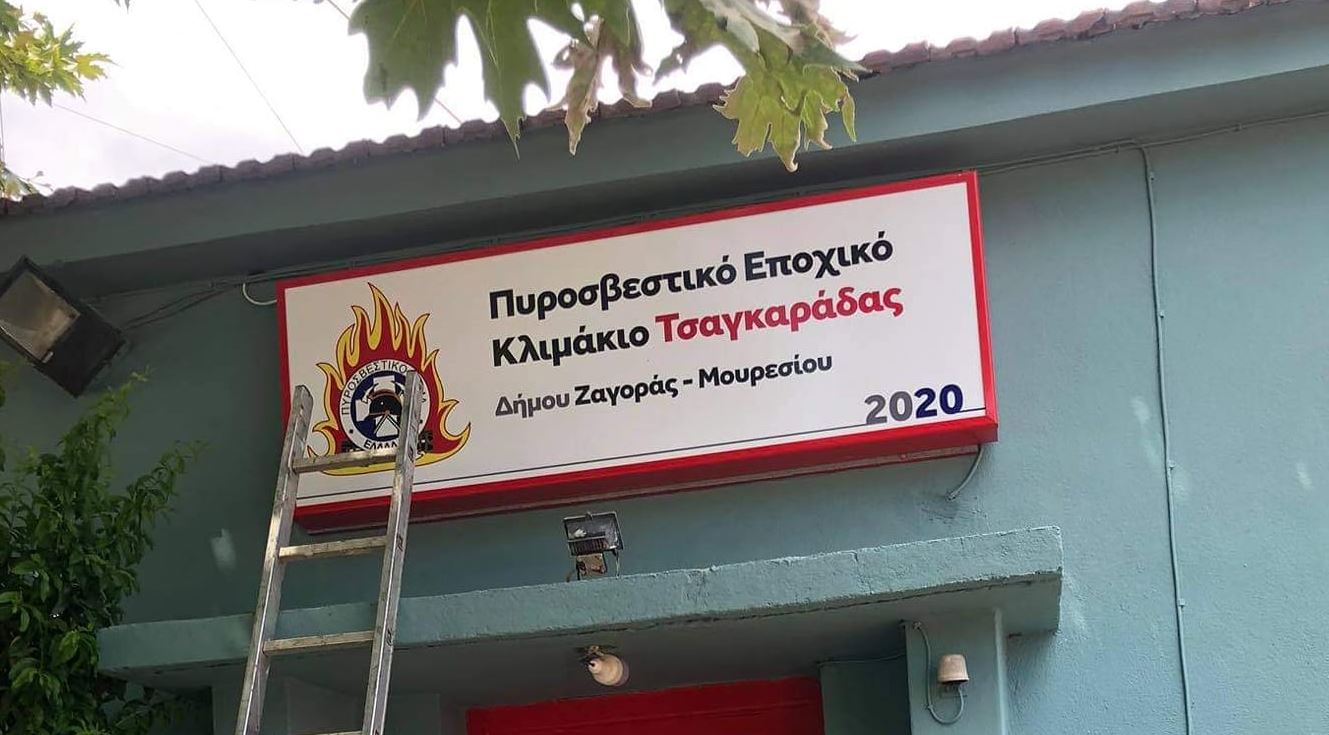 Πυροσβεστικό Εποχικό
Κλιμάκιο Τσαγκαράδας
Δήμου Ζαγοράς - Μουρεσίου
2020